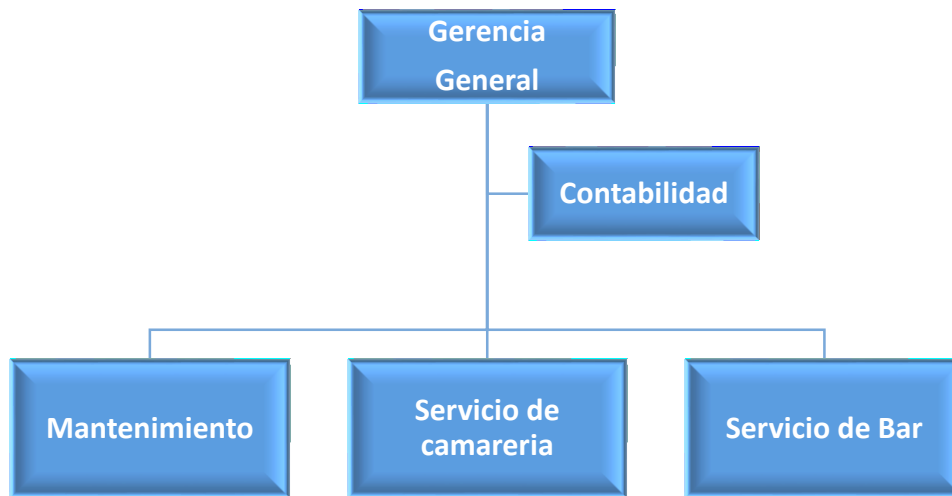 Gerencia
General
Contabilidad
Mantenimiento
Servicio de
camareria
Servicio de Bar